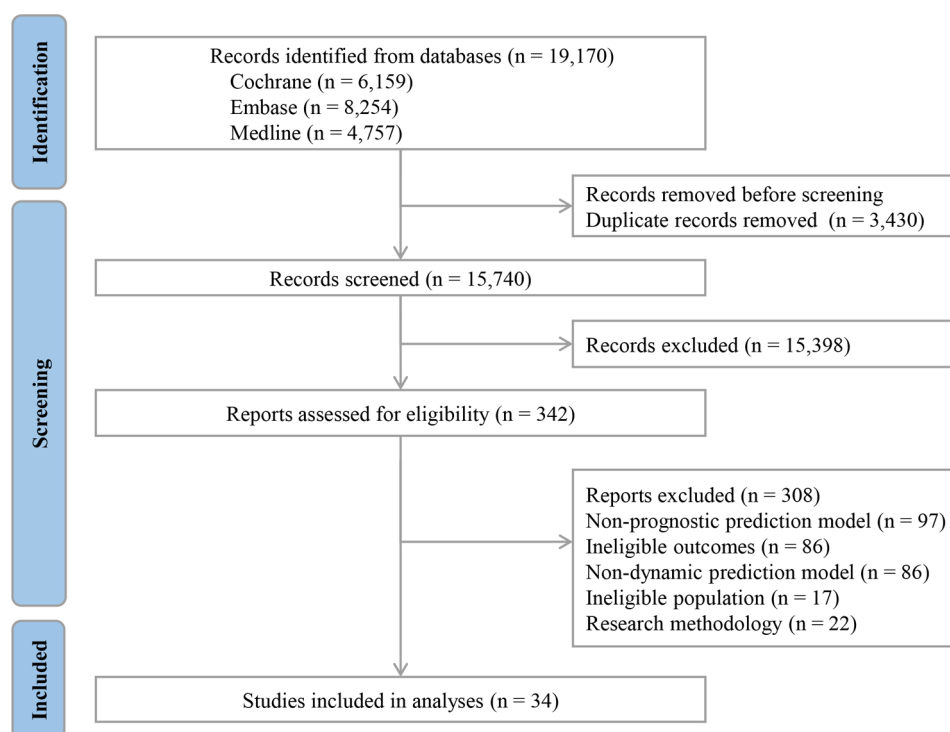 Identification
Records identified from databases (n = 19,170)
Cochrane (n = 6,159)
Embase (n = 8,254)
Medline (n = 4,757)
Records removed before screening
Duplicate records removed (n = 3,430)
Screening
Records screened (n = 15,740)
Records excluded (n = 15,398)
Reports assessed for eligibility (n = 342)
Reports excluded (n = 308)
Non-prognostic prediction model (n = 97)
Ineligible outcomes (n = 86)
Non-dynamic prediction model (n = 86)
Ineligible population (n = 17)
Research methodology (n = 22)
Included
Studies included in analyses (n = 34)